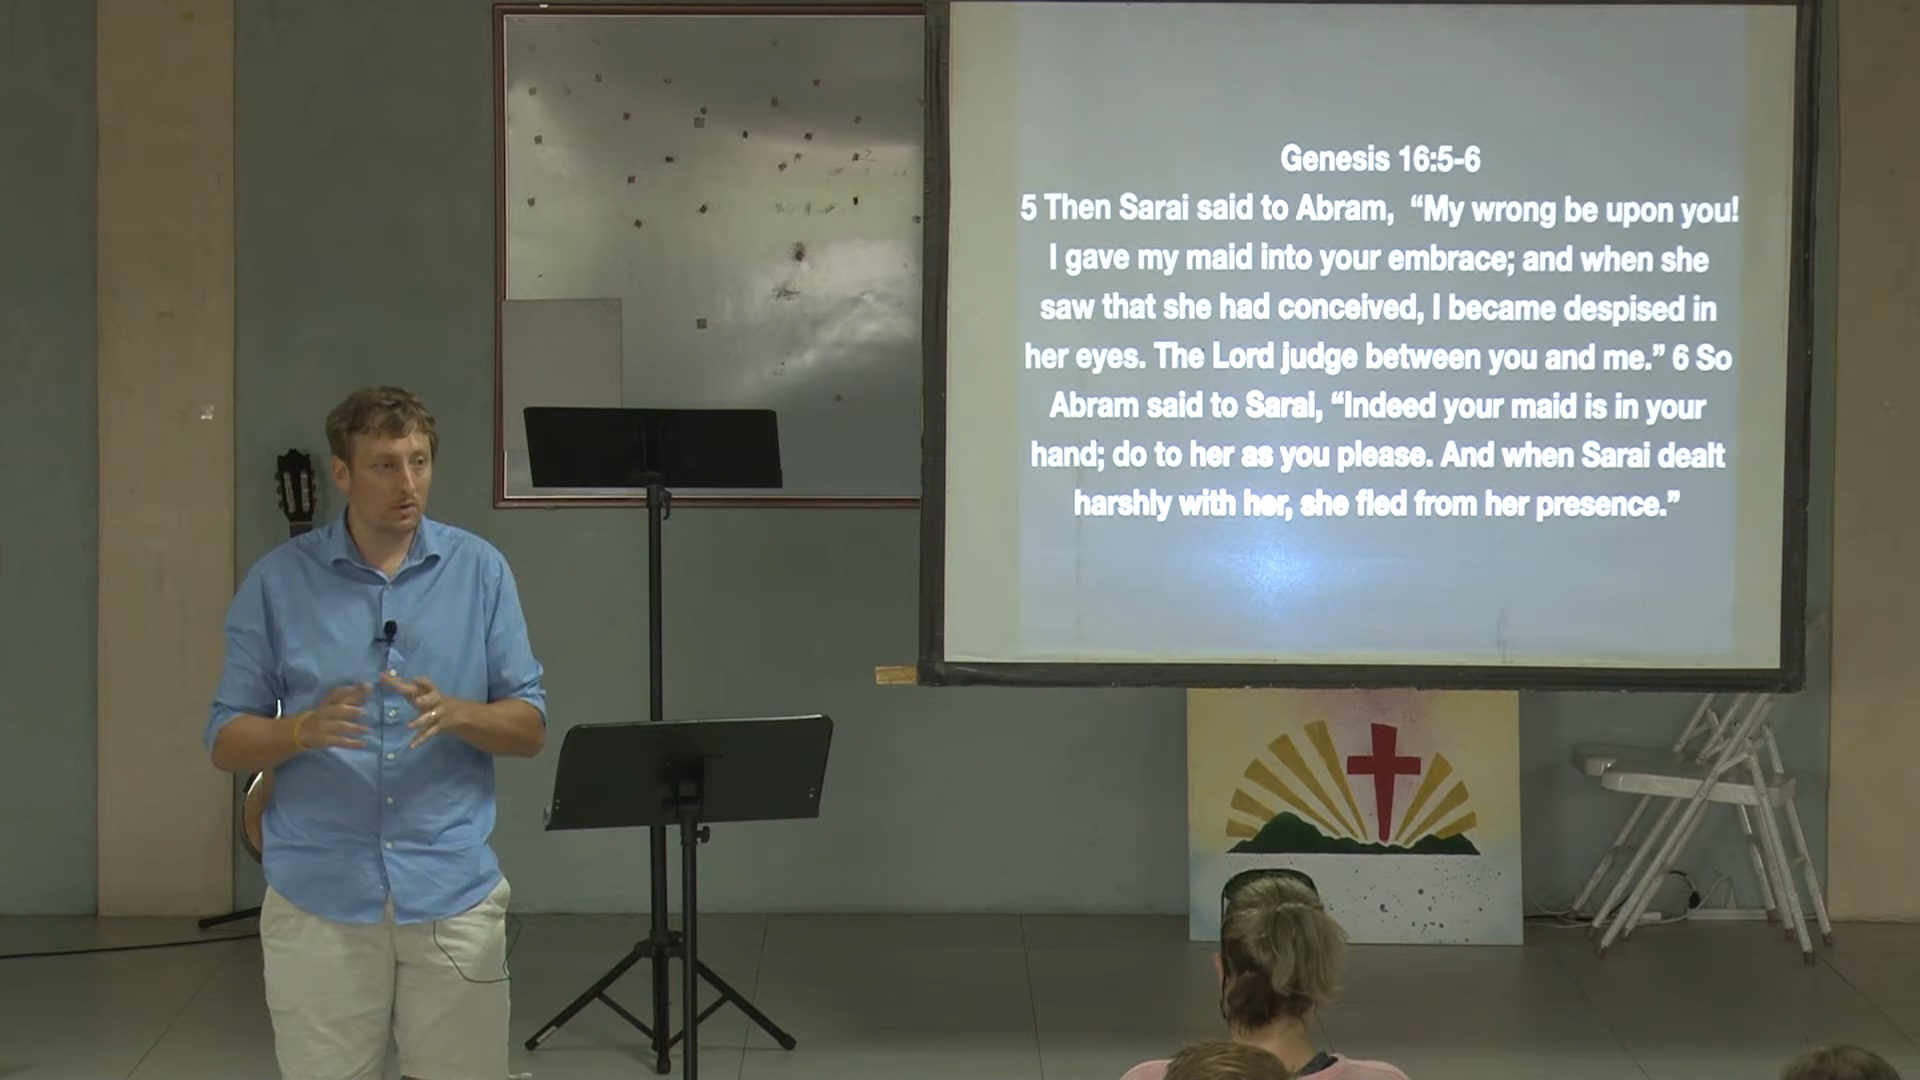 Genesis 16:5-6
5 Then Sarai said to Abram, “My wrong be upon you!
I gave my maid into your embrace; and when she
saw that she had conceived, I became despised in
her eyes. The Lord judge between you and me.” 6 So
Abram said to Sarai, “Indeed your maid is in your
hand; do to her as you please. And when Sarai dealt
harshly with her, she fled from her presence.”